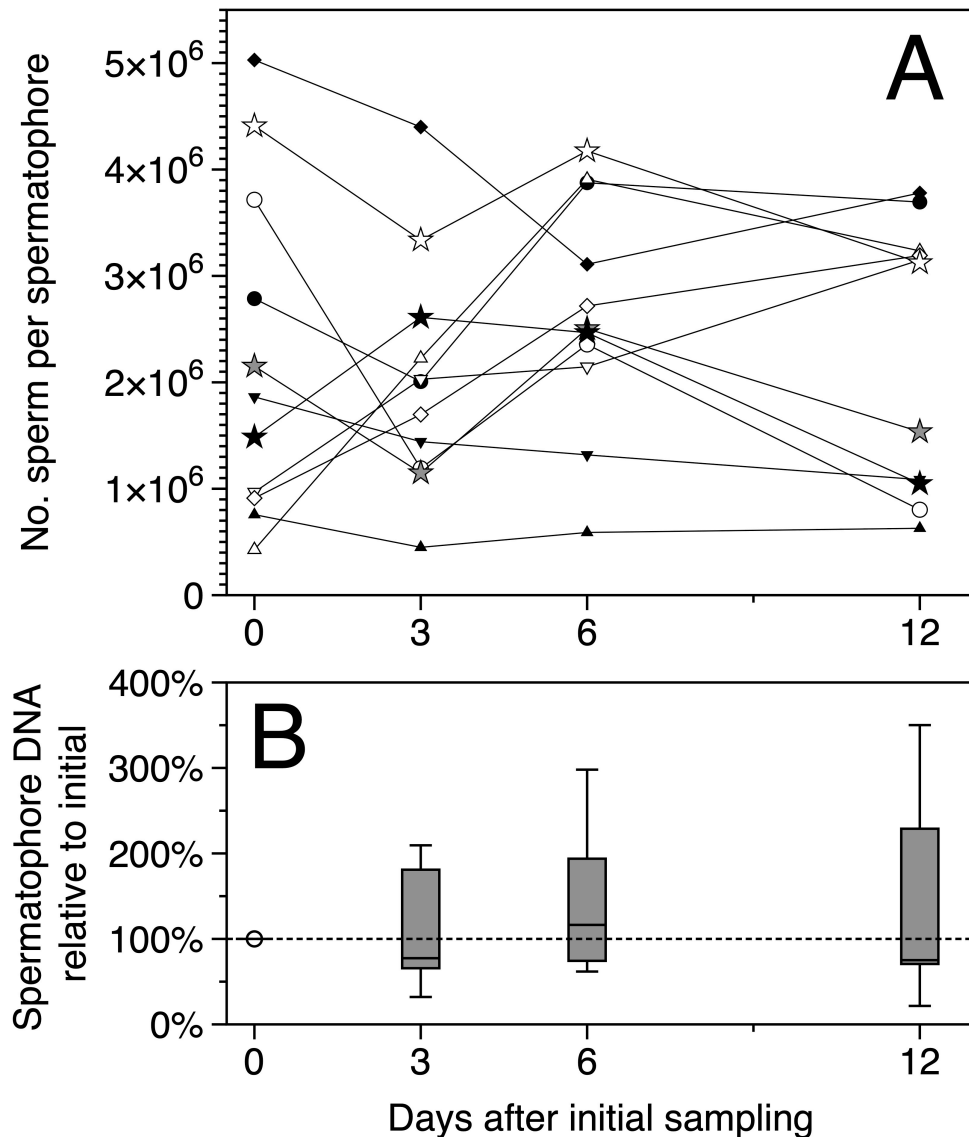 A
No. sperm per spermatophore
5×10⁶
4×10⁶
3×10⁶
2×10⁶
1×10⁶
0
0 3 6 12
B
Spermatophore DNA
relative to initial
400%
300%
200%
100%
0%
0 3 6 12
Days after initial sampling